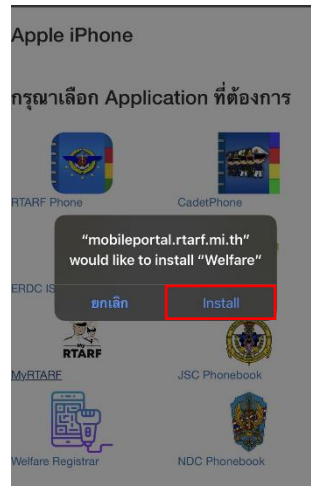 Apple iPhone
กรุณาเลือก Application ที่ต้องการ
RTARF Phone
CadetPhone
“mobileportal.rtarf.mi.th”
would like to install “Welfare”
ERDC IS
ยกเลิก
Install
My
RTARF
MyRTARF
JSC Phonebook
Welfare Registrar
NDC Phonebook